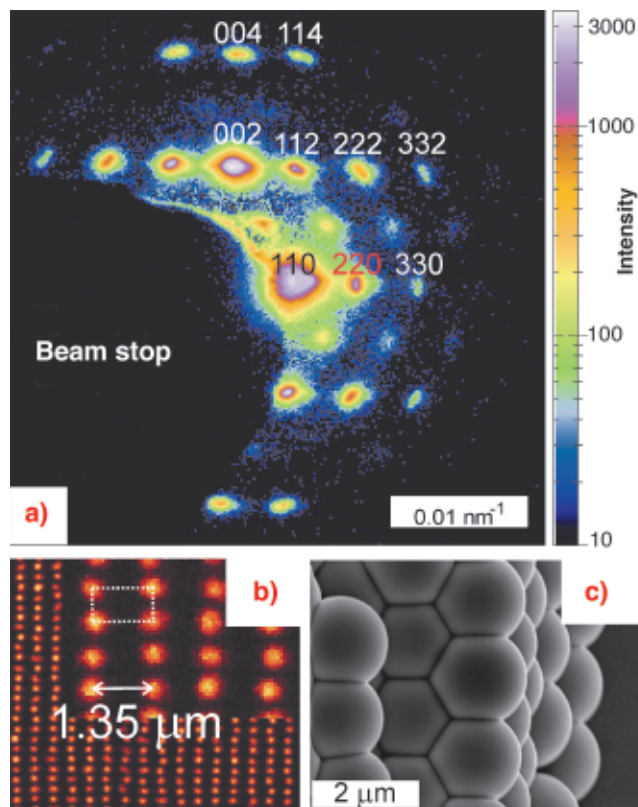 004 114
3000
002 112 222 332
1000
110 220 330
Intensity
100
Beam stop
a)
0.01 nm⁻¹
10
b)
c)
1.35 µm
2 µm